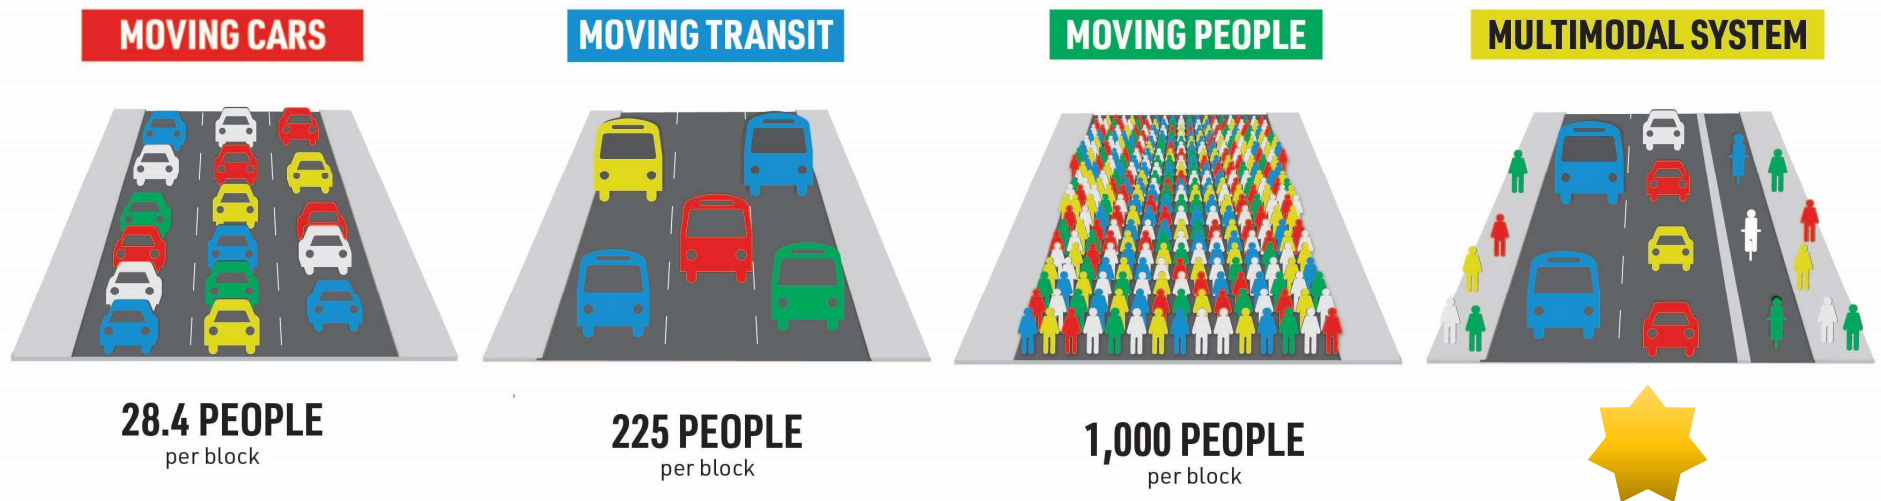 MOVING CARS
MOVING TRANSIT
MOVING PEOPLE
MULTIMODAL SYSTEM
28.4 PEOPLE
per block
225 PEOPLE
per block
1,000 PEOPLE
per block